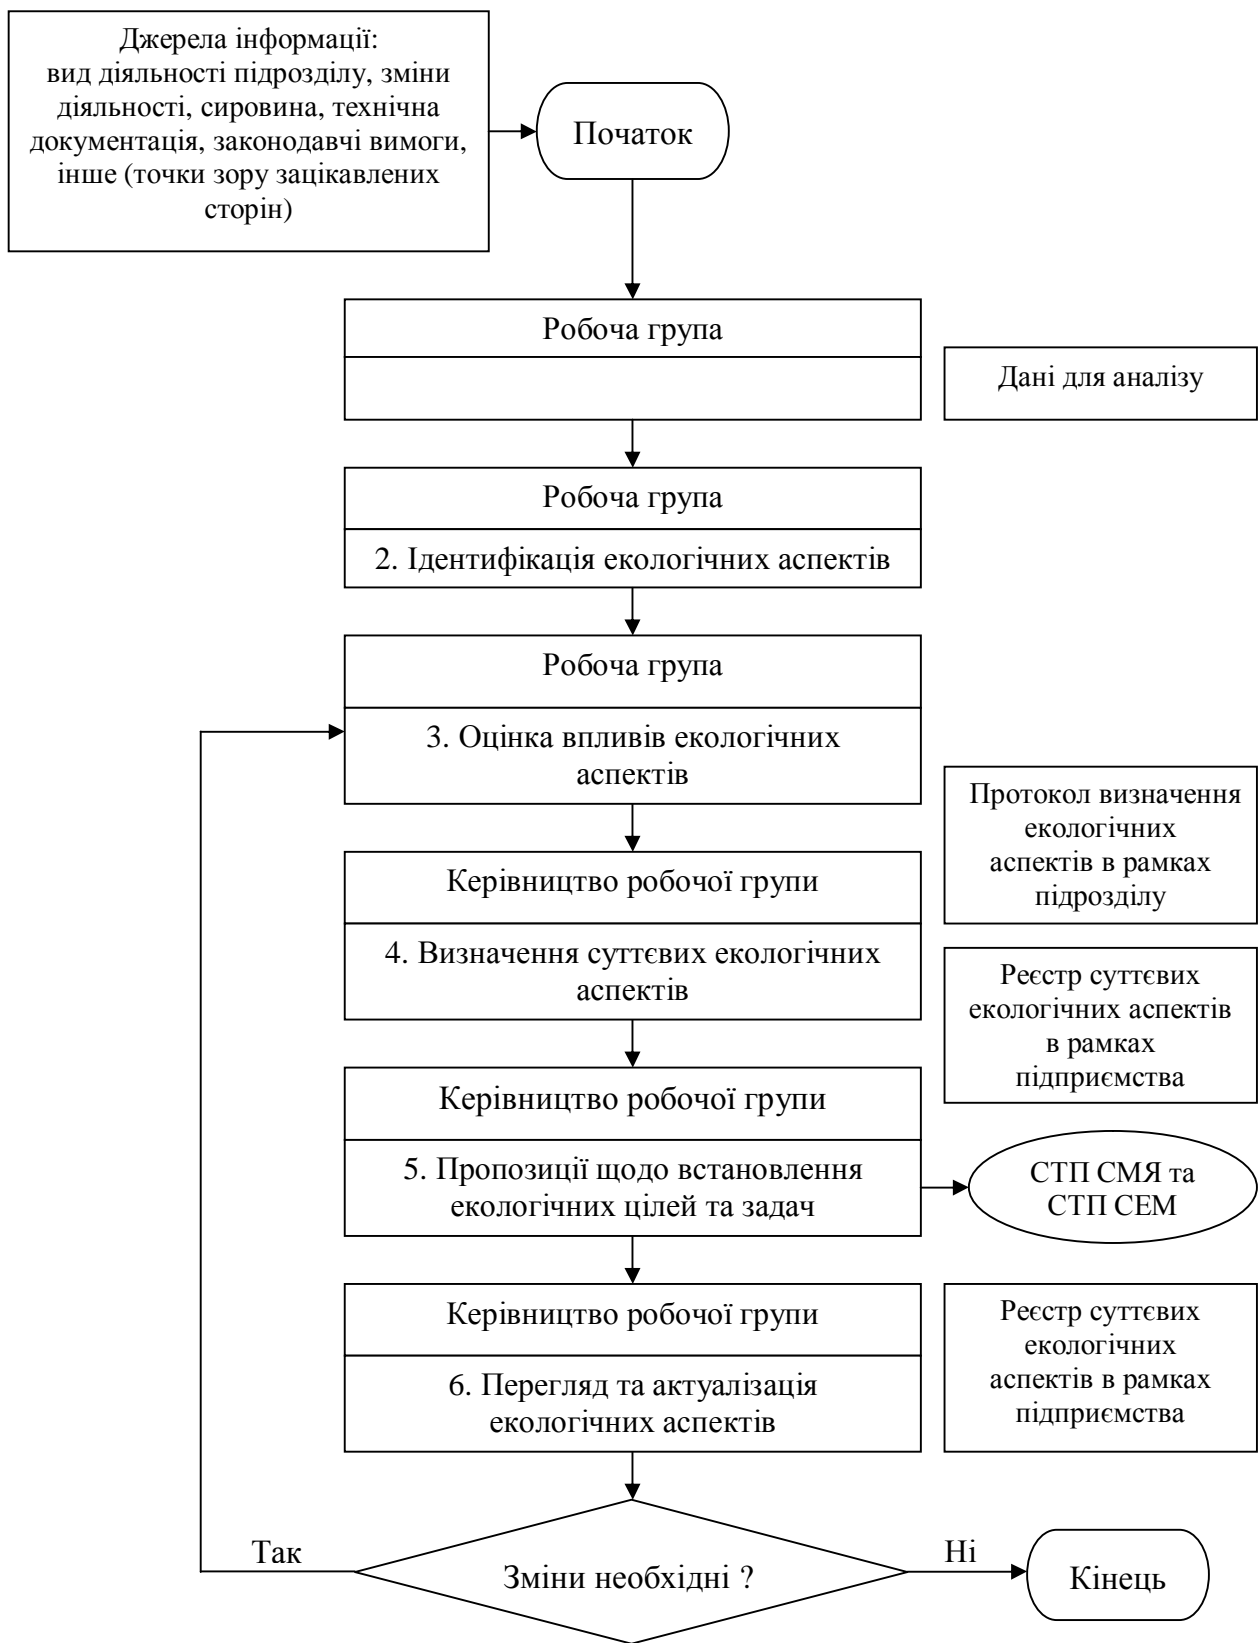 Джерела інформації:
вид діяльності підрозділу, зміни
діяльності, сировина, технічна
документація, законодавчі вимоги,
інше (точки зору зацікавлених
сторін)
Початок
Робоча група
Дані для аналізу
Робоча група
2. Ідентифікація екологічних аспектів
Робоча група
3. Оцінка впливів екологічних
аспектів
Протокол визначення
екологічних
аспектів в рамках
підрозділу
Керівництво робочої групи
4. Визначення суттєвих екологічних
аспектів
Реєстр суттєвих
екологічних аспектів
в рамках
підприємства
Керівництво робочої групи
5. Пропозиції щодо встановлення
екологічних цілей та задач
СТП СМЯ та
СТП СЕМ
Керівництво робочої групи
6. Перегляд та актуалізація
екологічних аспектів
Реєстр суттєвих
екологічних
аспектів в рамках
підприємства
Так
Зміни необхідні ?
Ні
Кінець